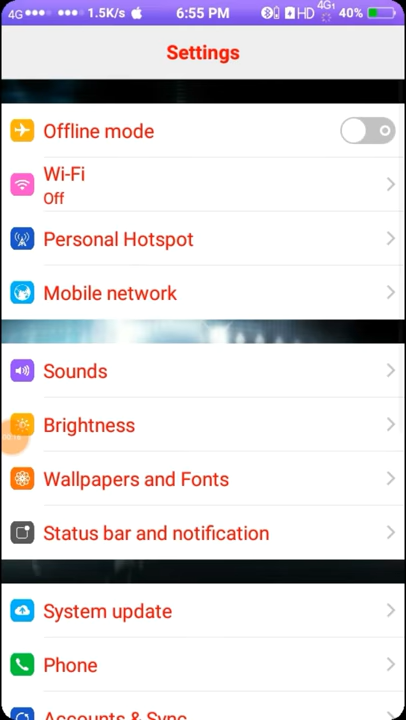 4G 1.5K/s 6:55 PM HD 4G 40%
Settings
Offline mode
Wi-Fi
Off
Personal Hotspot
Mobile network
Sounds
Brightness
Wallpapers and Fonts
Status bar and notification
System update
Phone
Accounts & Sync